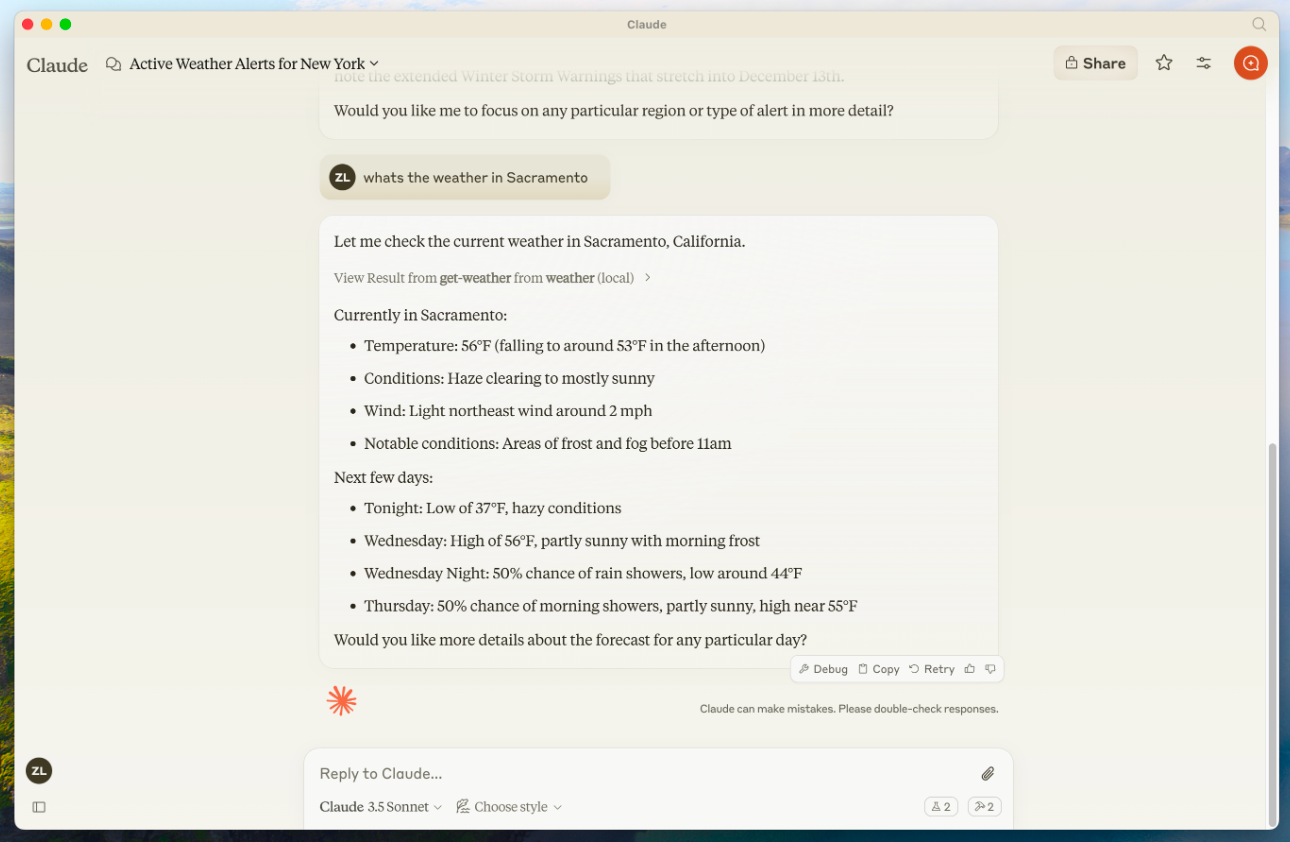 Claude
Claude
Active Weather Alerts for New York
Share
note the extended Winter Storm Warnings that stretch into December 13th.
Would you like me to focus on any particular region or type of alert in more detail?
ZL whats the weather in Sacramento
Let me check the current weather in Sacramento, California.
View Result from get-weather from weather (local)
Currently in Sacramento:
• Temperature: 56°F (falling to around 53°F in the afternoon)
• Conditions: Haze clearing to mostly sunny
• Wind: Light northeast wind around 2 mph
• Notable conditions: Areas of frost and fog before 11am
Next few days:
• Tonight: Low of 37°F, hazy conditions
• Wednesday: High of 56°F, partly sunny with morning frost
• Wednesday Night: 50% chance of rain showers, low around 44°F
• Thursday: 50% chance of morning showers, partly sunny, high near 55°F
Would you like more details about the forecast for any particular day?
Debug Copy Retry
Claude can make mistakes. Please double-check responses.
ZL
Reply to Claude...
Claude 3.5 Sonnet Choose style 2 2